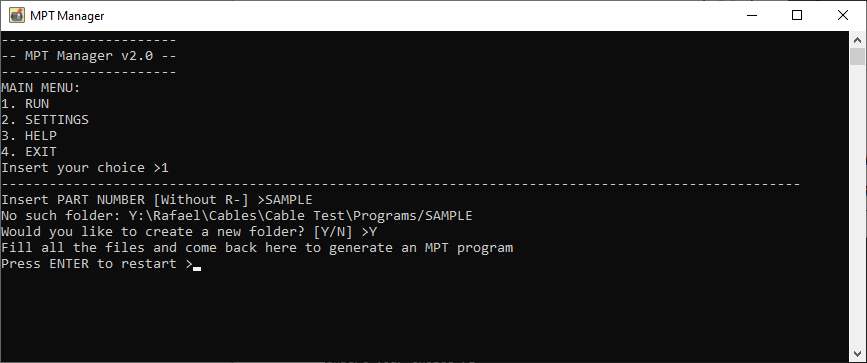 MPT Manager
----------------------
-- MPT Manager v2.0 --
----------------------
MAIN MENU:
1. RUN
2. SETTINGS
3. HELP
4. EXIT
Insert your choice >1
----------------------------------------------------------------------------------------------------
Insert PART NUMBER [Without R-] >SAMPLE
No such folder: Y:\Rafael\Cables\Cable Test\Programs/SAMPLE
Would you like to create a new folder? [Y/N] >Y
Fill all the files and come back here to generate an MPT program
Press ENTER to restart >